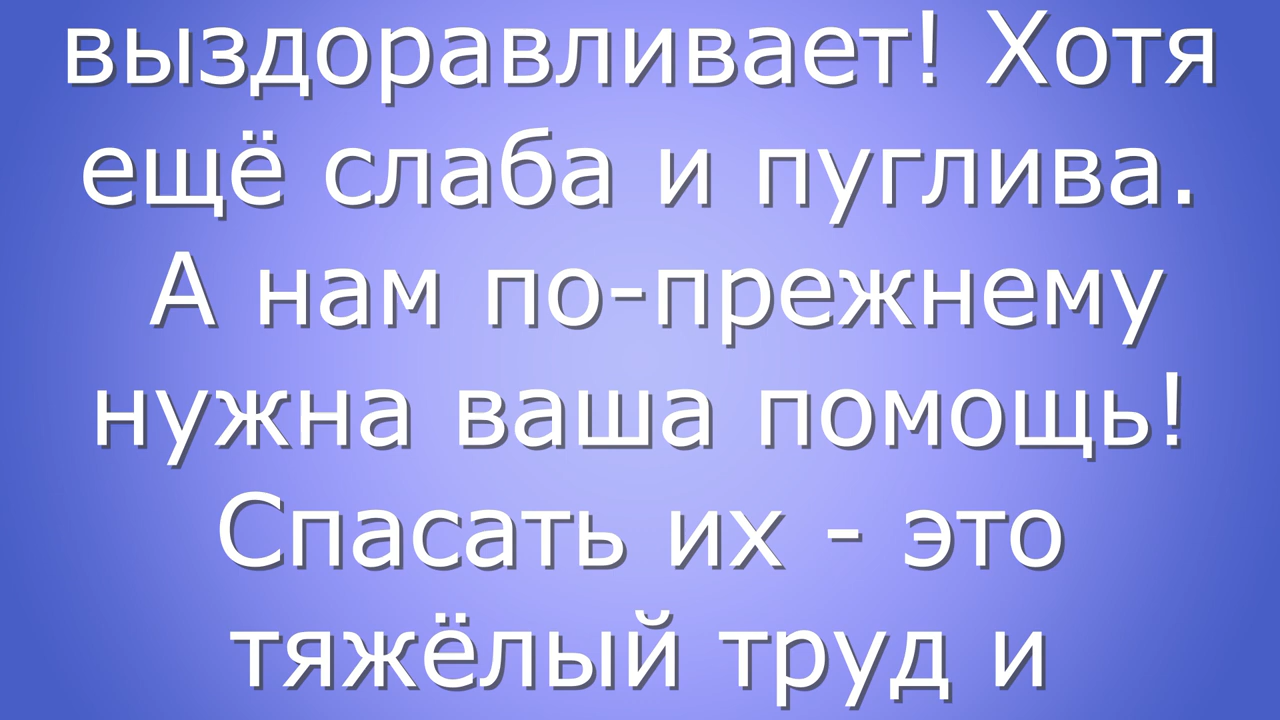 выздоравливает! Хотя
ещё слаба и пуглива.
А нам по-прежнему
нужна ваша помощь!
Спасать их - это
тяжёлый труд и